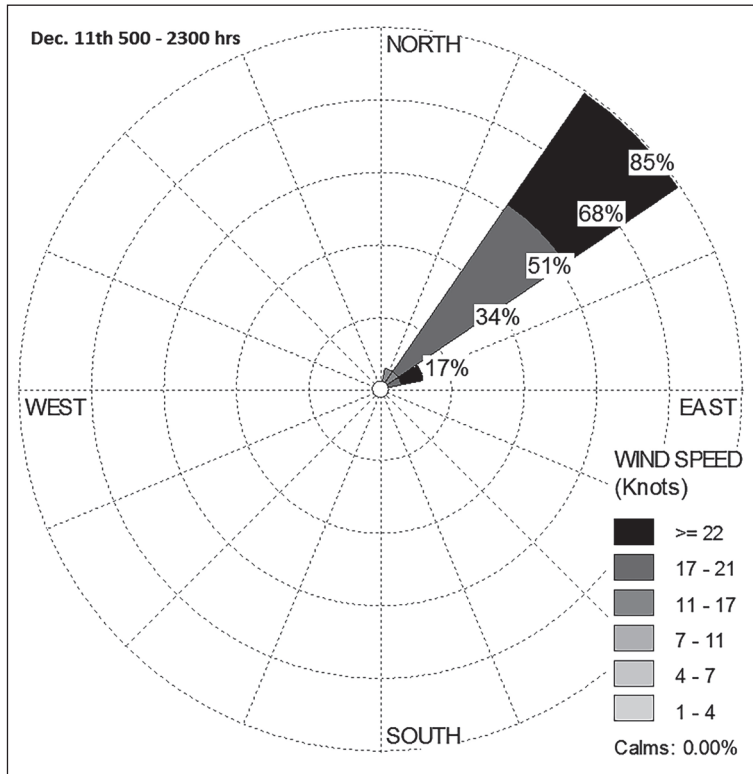 Dec. 11th 500 - 2300 hrs
NORTH
85%
68%
51%
34%
17%
WEST
EAST
WIND SPEED
(Knots)
>= 22
17 - 21
11 - 17
7 - 11
4 - 7
1 - 4
SOUTH
Calms: 0.00%